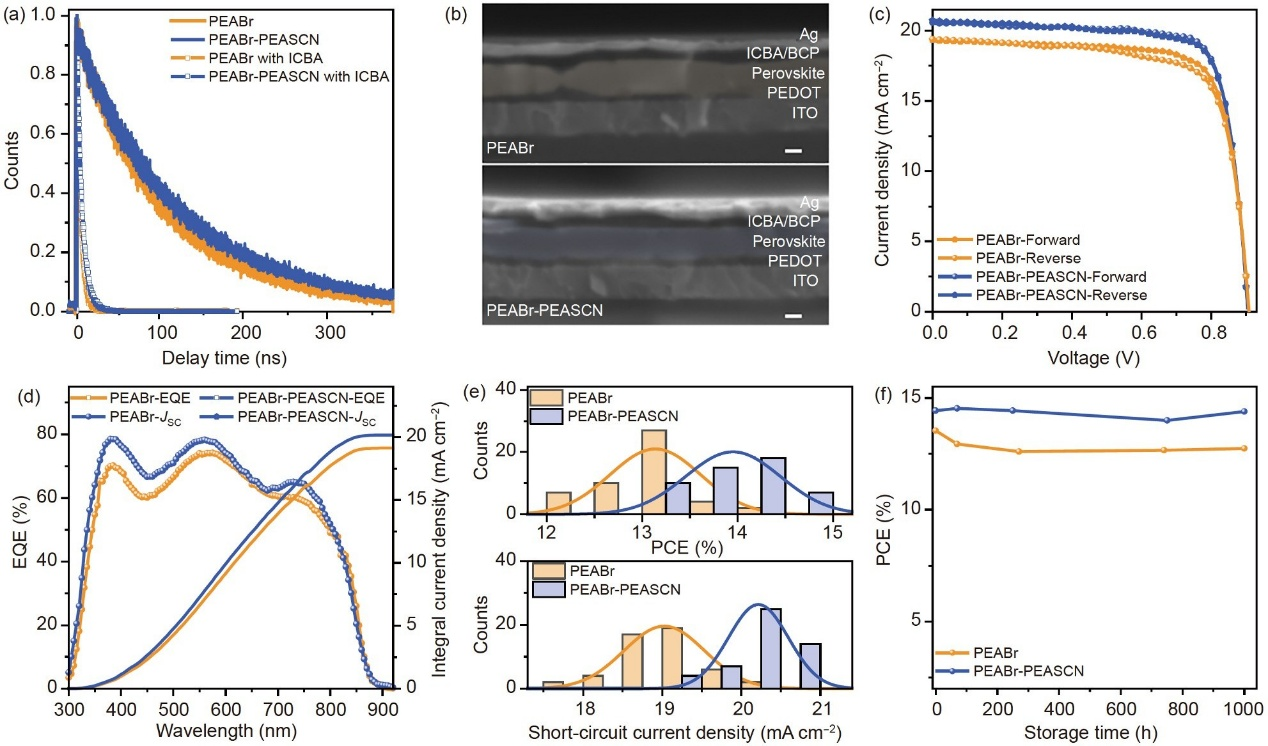 (a)
1.0
0.8
0.6
0.4
0.2
0.0
Counts
PEABr
PEABr-PEASCN
PEABr with ICBA
PEABr-PEASCN with ICBA
0 100 200 300
Delay time (ns)
(b)
Ag
ICBA/BCP
Perovskite
PEDOT
ITO
PEABr
Ag
ICBA/BCP
Perovskite
PEDOT
ITO
PEABr-PEASCN
(c)
20
15
10
5
0
Current density (mA cm⁻²)
PEABr-Forward
PEABr-Reverse
PEABr-PEASCN-Forward
PEABr-PEASCN-Reverse
0.0 0.2 0.4 0.6 0.8
Voltage (V)
(d)
PEABr-EQE PEABr-PEASCN-EQE
PEABr-JSC PEABr-PEASCN-JSC
80
60
40
20
0
EQE (%)
20
15
10
5
0
Integral current density (mA cm⁻²)
300 400 500 600 700 800 900
Wavelength (nm)
(e)
40
20
0
Counts
PEABr
PEABr-PEASCN
12 13 14 15
PCE (%)
40
20
0
Counts
PEABr
PEABr-PEASCN
18 19 20 21
Short-circuit current density (mA cm⁻²)
(f)
15
10
5
PCE (%)
PEABr
PEABr-PEASCN
0 200 400 600 800 1000
Storage time (h)